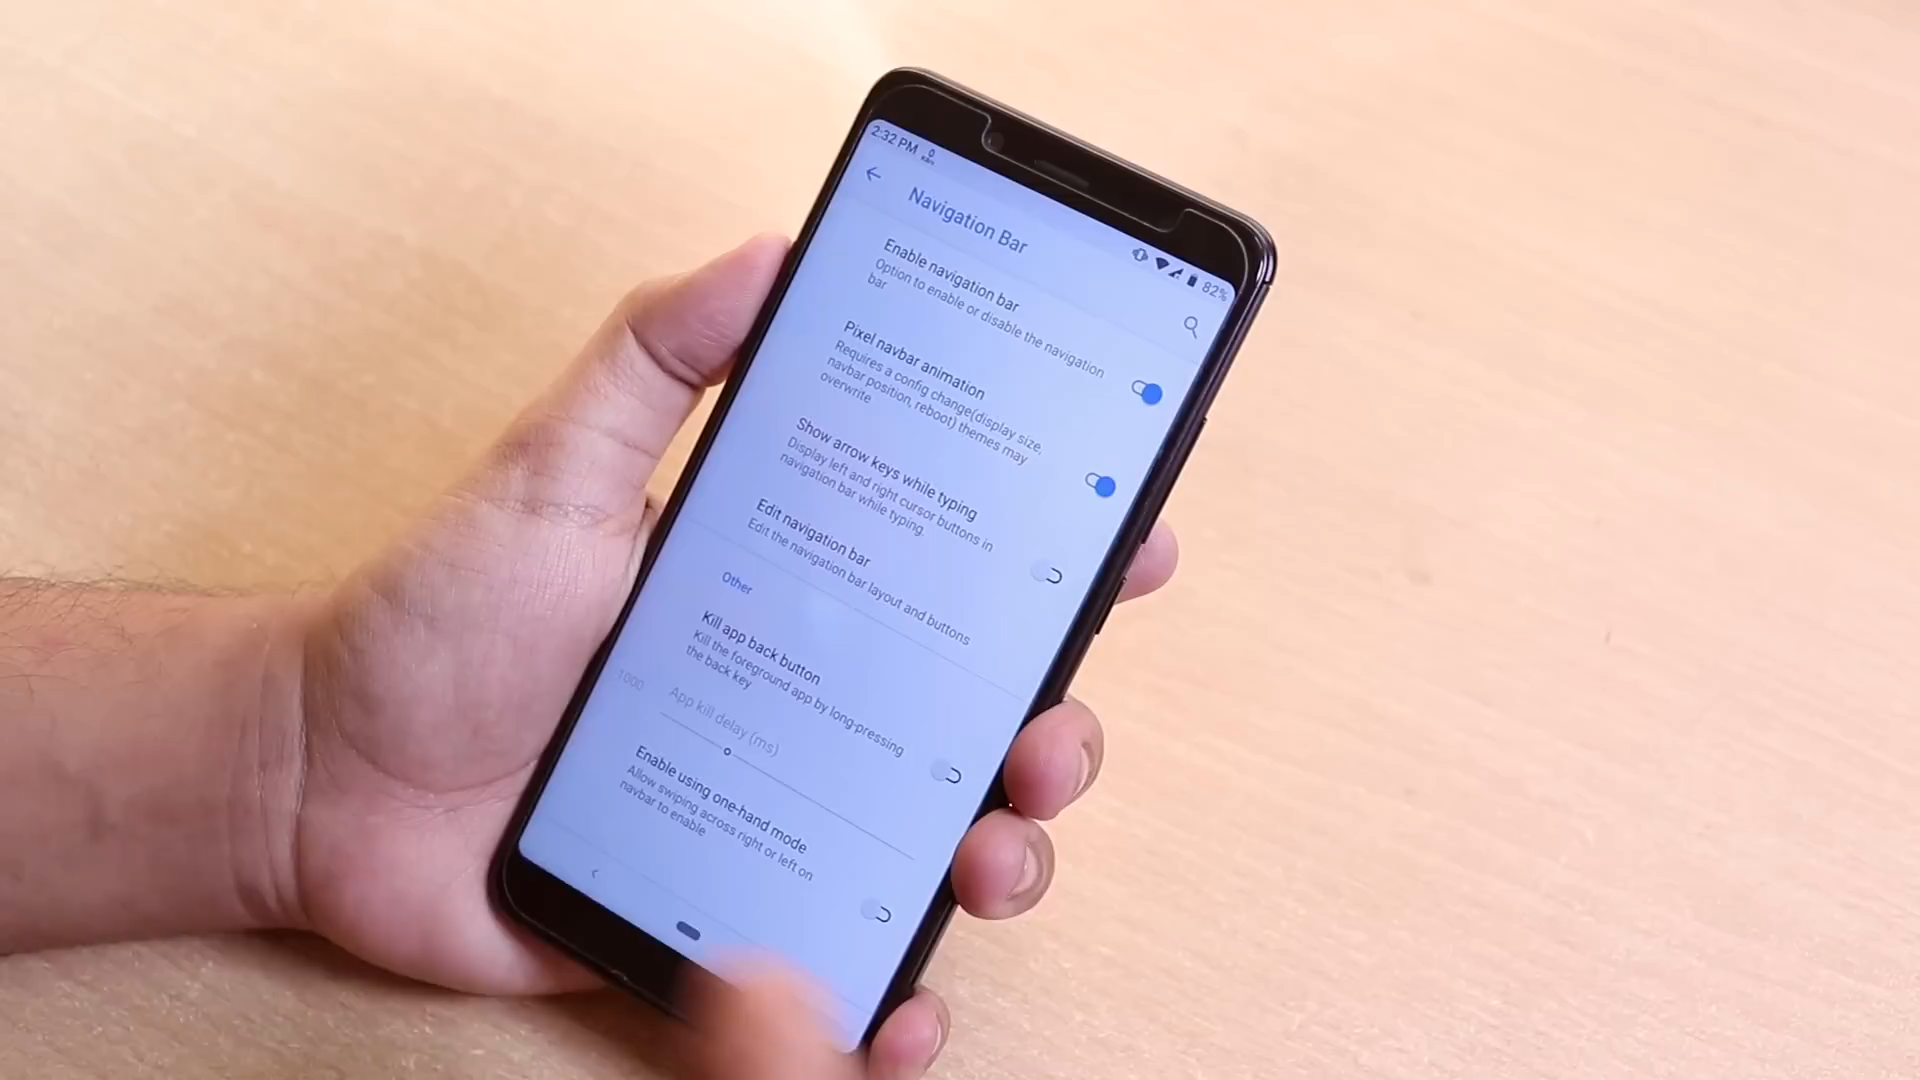 2:32 PM
82%
Navigation Bar
Enable navigation bar
Option to enable or disable the navigation
bar
Pixel navbar animation
Requires a config change(display size,
navbar position, reboot) themes may
overwrite
Show arrow keys while typing
Display left and right cursor buttons in
navigation bar while typing.
Edit navigation bar
Edit the navigation bar layout and buttons
Other
Kill app back button
Kill the foreground app by long-pressing
the back key
App kill delay (ms)
1000
Enable using one-hand mode
Allow swiping across right or left on
navbar to enable